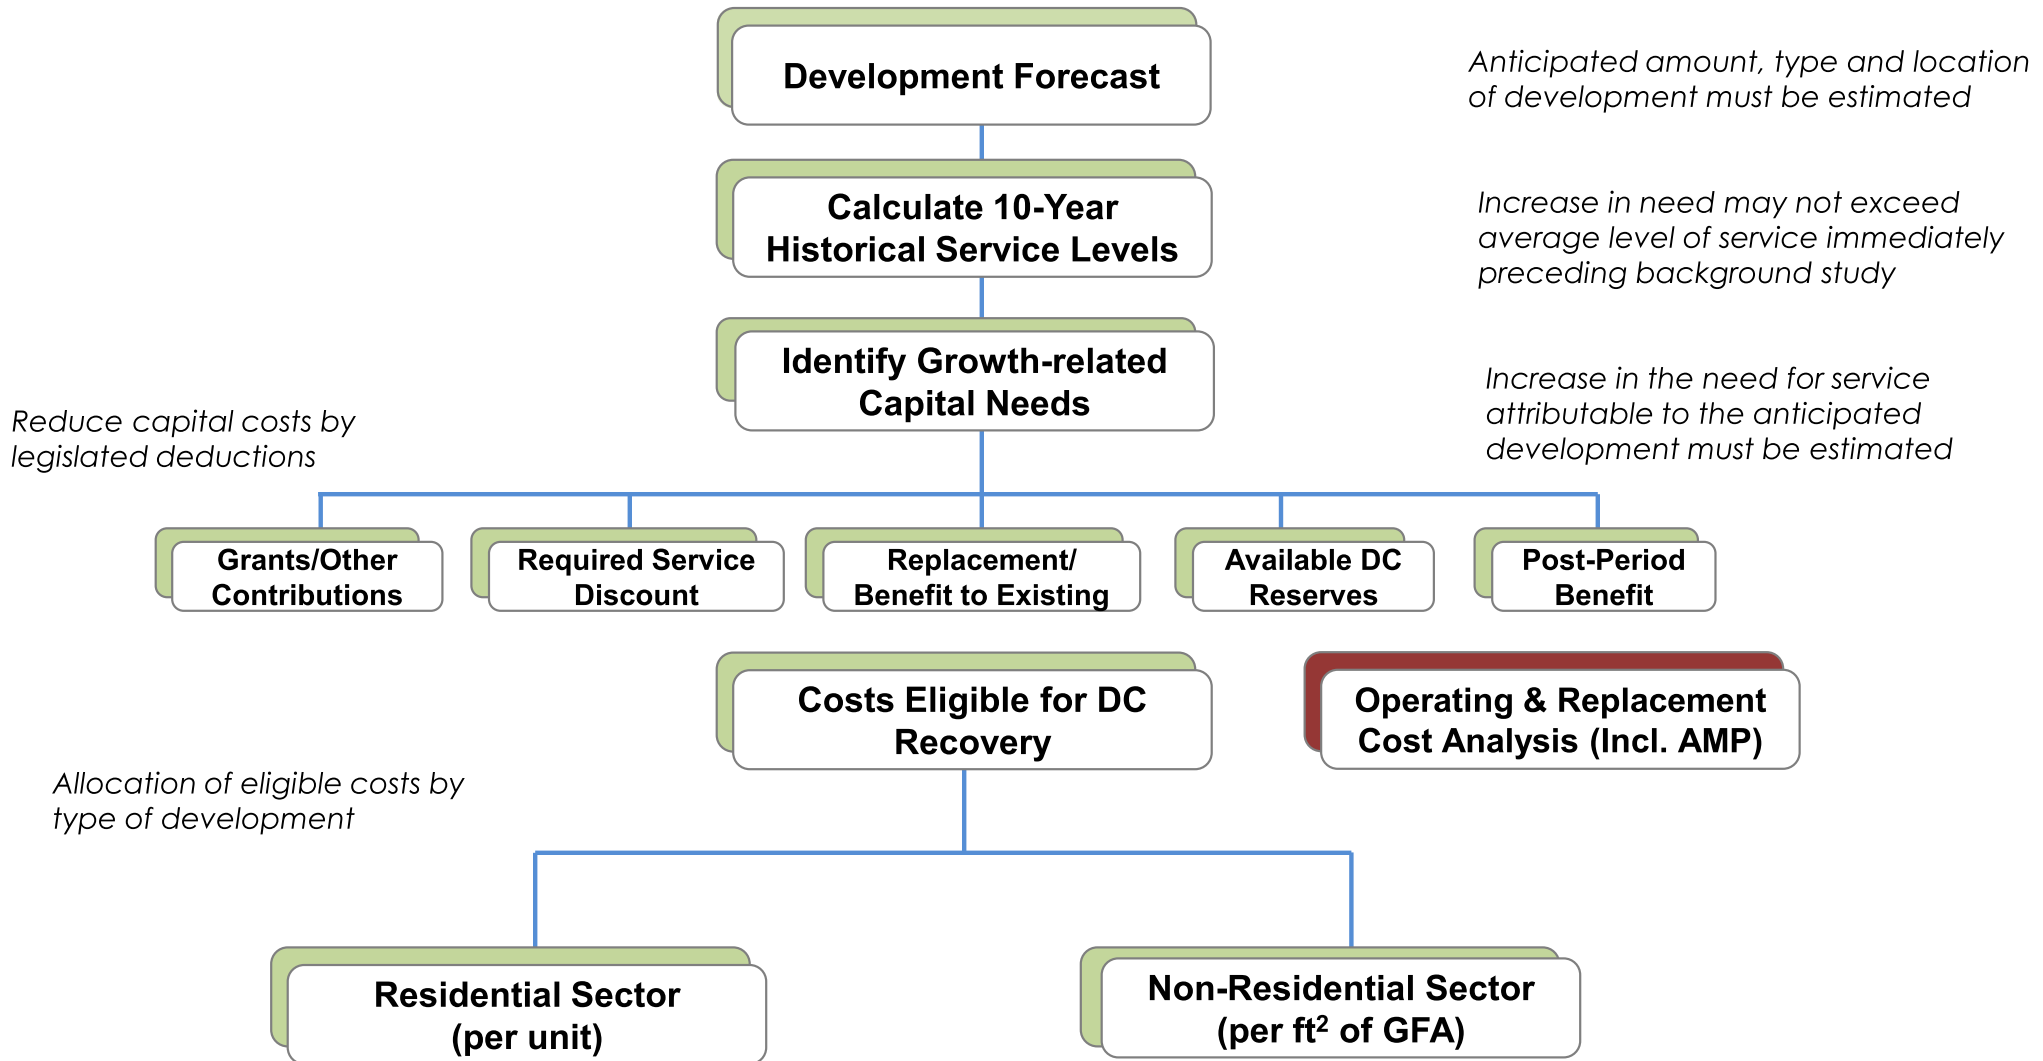 Development Forecast
Anticipated amount, type and location
of development must be estimated
Calculate 10-Year
Historical Service Levels
Increase in need may not exceed
average level of service immediately
preceding background study
Identify Growth-related
Capital Needs
Increase in the need for service
attributable to the anticipated
development must be estimated
Reduce capital costs by
legislated deductions
Grants/Other
Contributions
Required Service
Discount
Replacement/
Benefit to Existing
Available DC
Reserves
Post-Period
Benefit
Costs Eligible for DC
Recovery
Operating & Replacement
Cost Analysis (Incl. AMP)
Allocation of eligible costs by
type of development
Residential Sector
(per unit)
Non-Residential Sector
(per ft² of GFA)